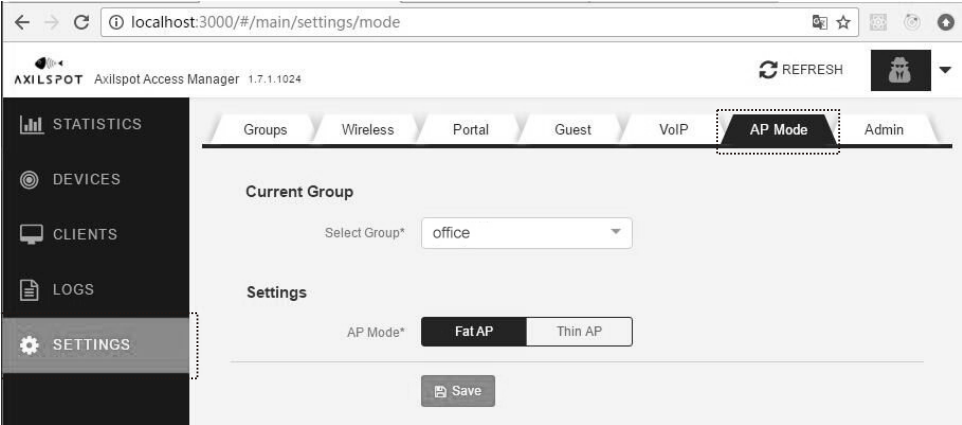 localhost:3000/#/main/settings/mode
AXILSPOT Axilspot Access Manager 1.7.1.1024
REFRESH
STATISTICS
DEVICES
CLIENTS
LOGS
SETTINGS
Groups Wireless Portal Guest VoIP AP Mode Admin
Current Group
Select Group* office
Settings
AP Mode* Fat AP Thin AP
Save